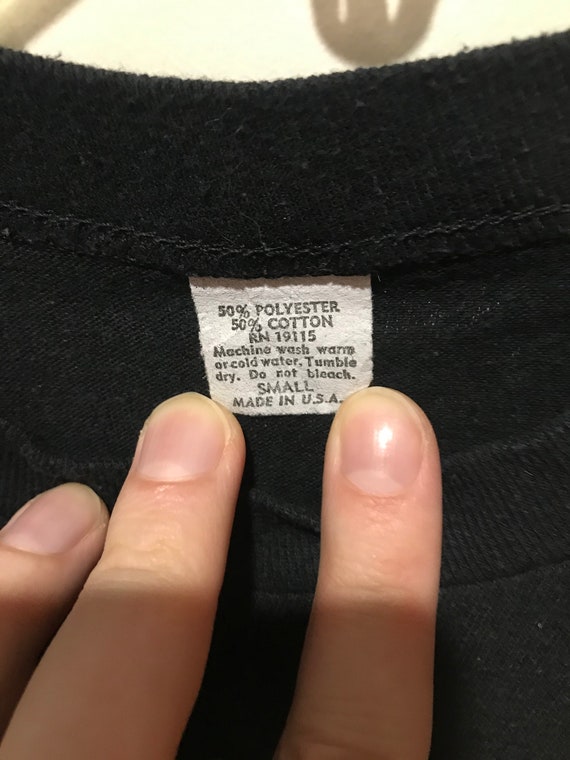 50% POLYESTER
50% COTTON
RN 19115
Machine wash warm
or cold water. Tumble
dry. Do not bleach.
SMALL
MADE IN U.S.A.